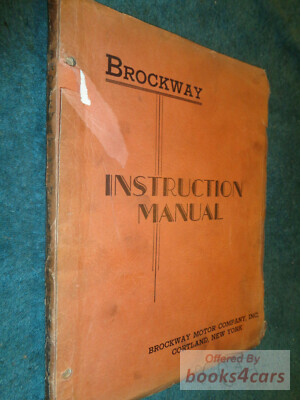 BROCKWAY
INSTRUCTION
MANUAL
BROCKWAY MOTOR COMPANY, INC.
CORTLAND, NEW YORK
Offered By
books4cars